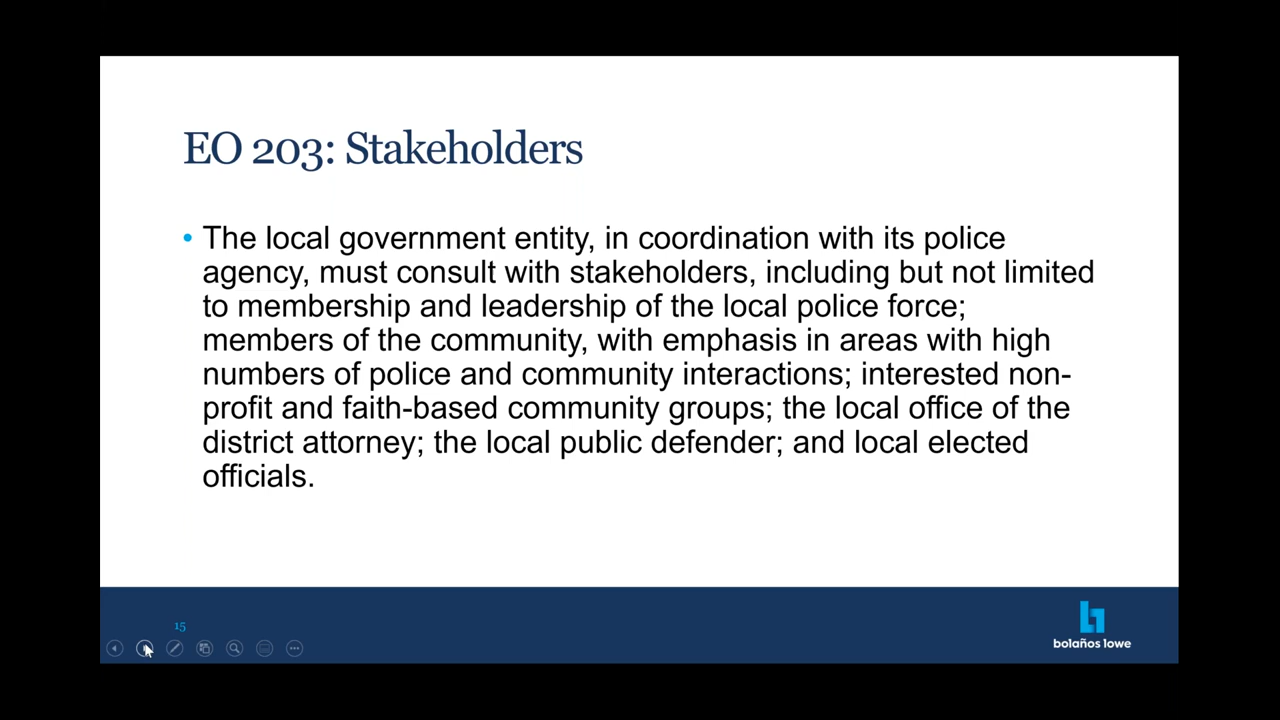 EO 203: Stakeholders
• The local government entity, in coordination with its police
agency, must consult with stakeholders, including but not limited
to membership and leadership of the local police force;
members of the community, with emphasis in areas with high
numbers of police and community interactions; interested non-
profit and faith-based community groups; the local office of the
district attorney; the local public defender; and local elected
officials.
15
bolaños lowe